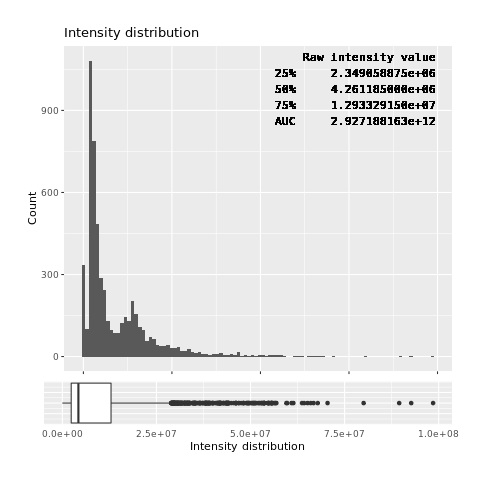 Intensity distribution
Raw intensity value
25% 2.349058875e+06
50% 4.261185000e+06
75% 1.293329150e+07
AUC 2.927188163e+12
900
600
300
0
Count
0.0e+00 2.5e+07 5.0e+07 7.5e+07 1.0e+08
Intensity distribution